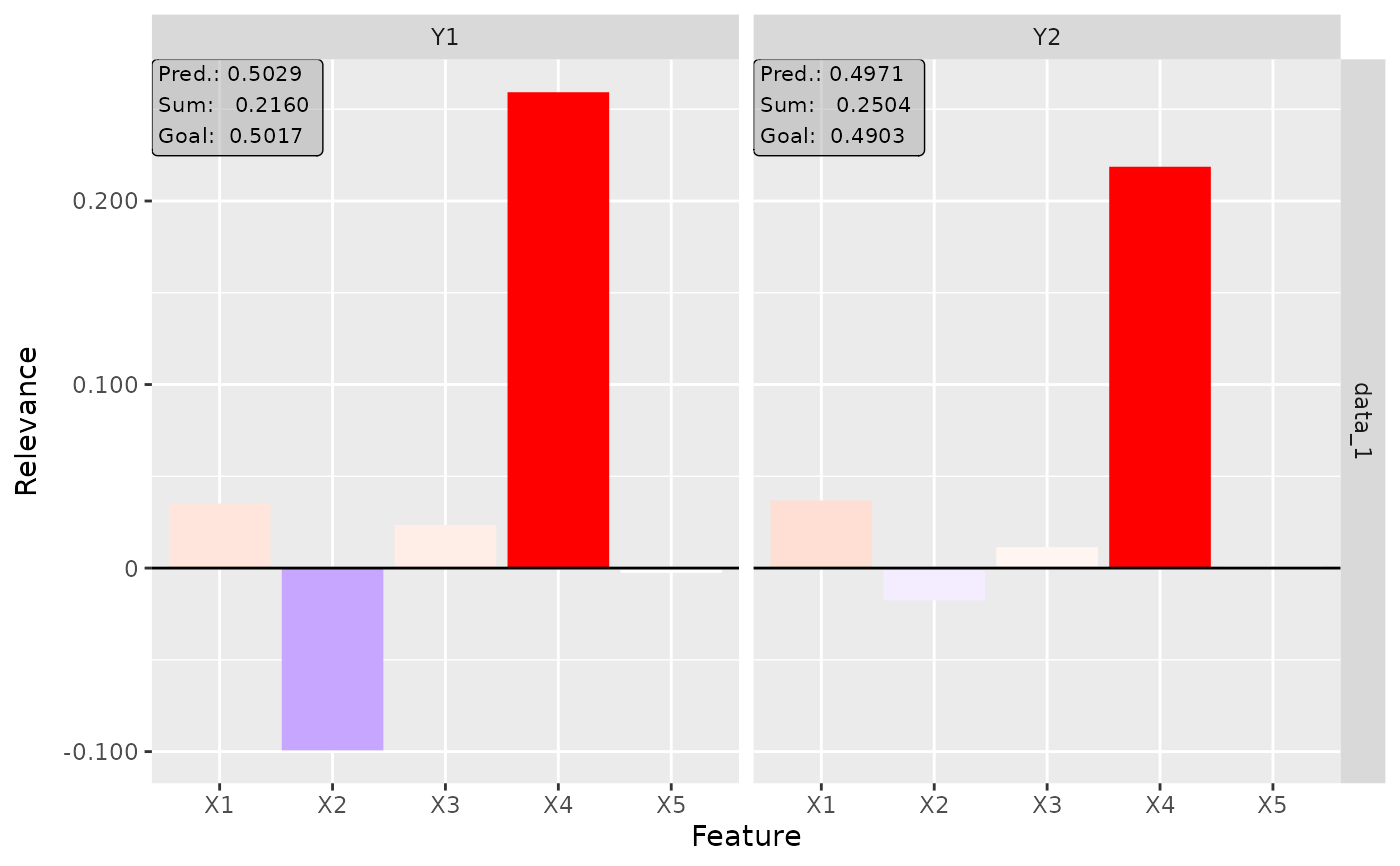 Y1
Y2
Pred.: 0.5029
Sum: 0.2160
Goal: 0.5017
Pred.: 0.4971
Sum: 0.2504
Goal: 0.4903
0.200
0.100
0
-0.100
Relevance
data_1
X1 X2 X3 X4 X5
X1 X2 X3 X4 X5
Feature